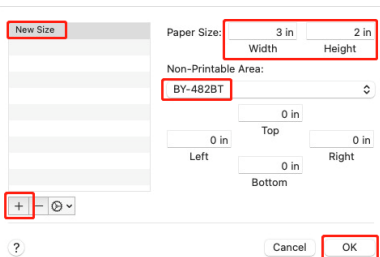 New Size
Paper Size: 3 in 2 in
Width Height
Non-Printable Area:
BY-482BT
0 in
Top
0 in 0 in
Left Right
0 in
Bottom
+ −
? Cancel OK